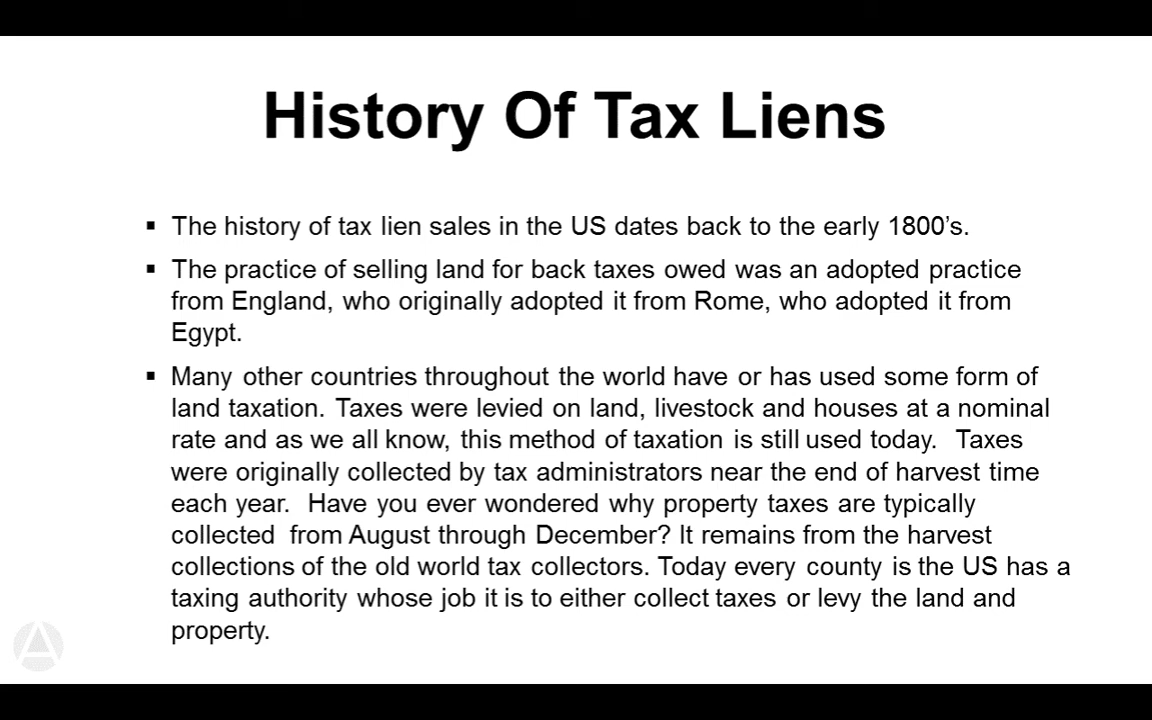 History Of Tax Liens
▪ The history of tax lien sales in the US dates back to the early 1800’s.
▪ The practice of selling land for back taxes owed was an adopted practice
from England, who originally adopted it from Rome, who adopted it from
Egypt.
▪ Many other countries throughout the world have or has used some form of
land taxation. Taxes were levied on land, livestock and houses at a nominal
rate and as we all know, this method of taxation is still used today. Taxes
were originally collected by tax administrators near the end of harvest time
each year. Have you ever wondered why property taxes are typically
collected from August through December? It remains from the harvest
collections of the old world tax collectors. Today every county is the US has a
taxing authority whose job it is to either collect taxes or levy the land and
property.